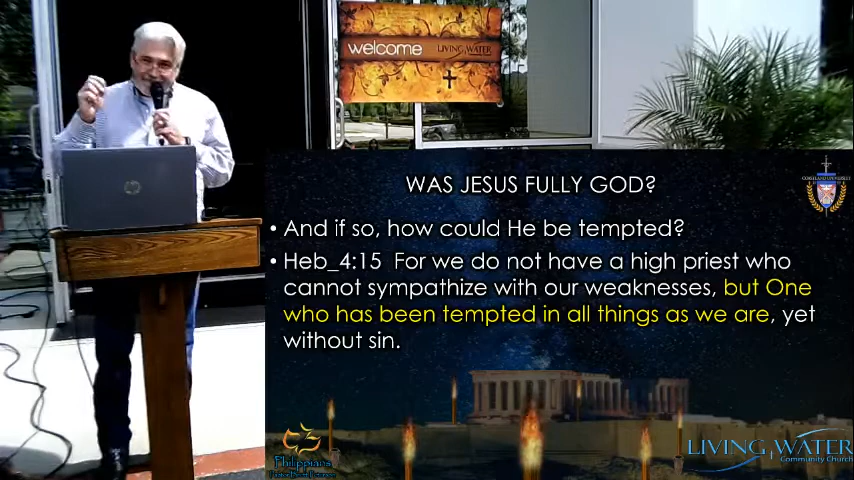 welcome LIVING WATER
WAS JESUS FULLY GOD?
• And if so, how could He be tempted?
• Heb_4:15 For we do not have a high priest who
cannot sympathize with our weaknesses, but One
who has been tempted in all things as we are, yet
without sin.
hp
Philippians
LIVING WATER
Community Church